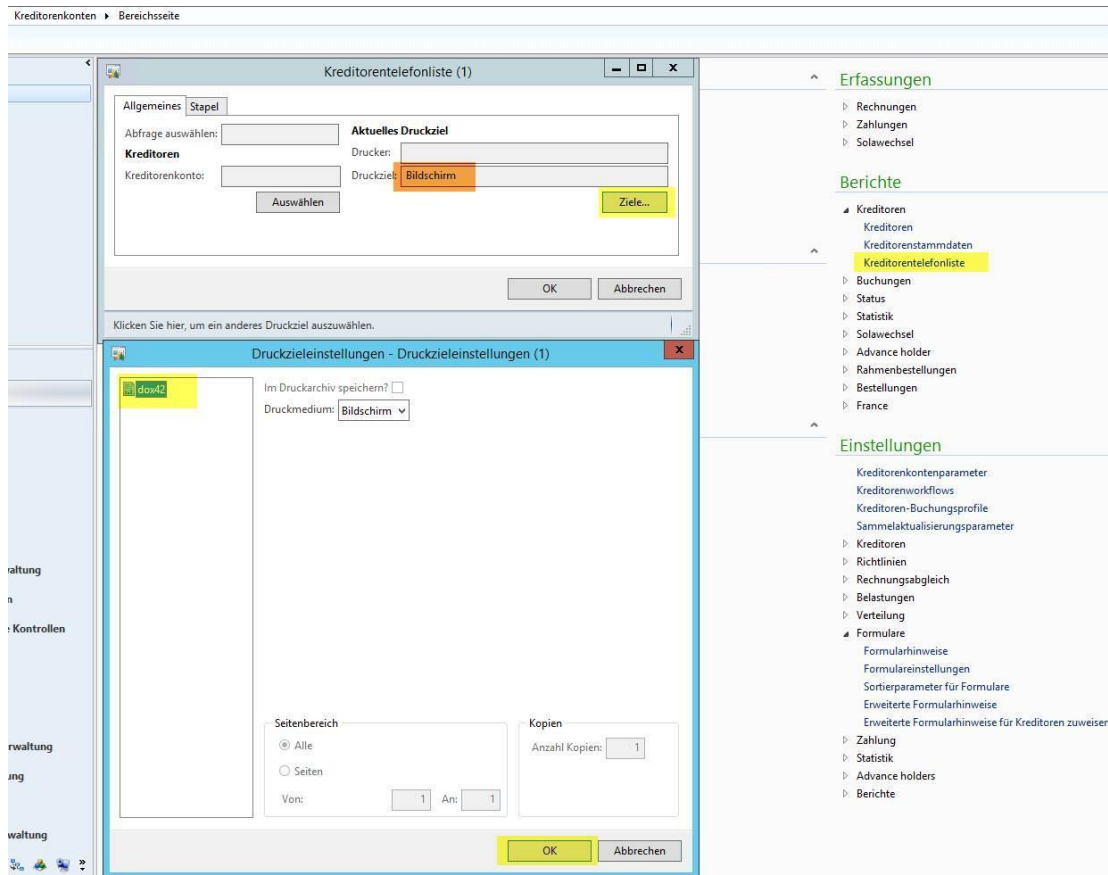 Kreditorenkonten ▸ Bereichsseite
Kreditorentelefonliste (1)
Allgemeines Stapel
Abfrage auswählen:
Aktuelles Druckziel
Kreditoren
Drucker:
Kreditorenkonto:
Druckziel: Bildschirm
Auswählen
Ziele...
OK Abbrechen
Klicken Sie hier, um ein anderes Druckziel auszuwählen.
Druckzieleinstellungen - Druckzieleinstellungen (1)
dox42
Im Druckarchiv speichern?
Druckmedium: Bildschirm
Seitenbereich
Alle
Seiten
Von: 1 An: 1
Kopien
Anzahl Kopien: 1
OK Abbrechen
Erfassungen
Rechnungen
Zahlungen
Solawechsel
Berichte
Kreditoren
Kreditoren
Kreditorenstammdaten
Kreditorentelefonliste
Buchungen
Status
Statistik
Solawechsel
Advance holder
Rahmenbestellungen
Bestellungen
France
Einstellungen
Kreditorenkontenparameter
Kreditorenworkflows
Kreditoren-Buchungsprofile
Sammelaktualisierungsparameter
Kreditoren
Richtlinien
Rechnungsabgleich
Belastungen
Verteilung
Formulare
Formularhinweise
Formulareinstellungen
Sortierparameter für Formulare
Erweiterte Formularhinweise
Erweiterte Formularhinweise für Kreditoren zuweisen
Zahlung
Statistik
Advance holders
Berichte
valtung
n
Kontrollen
rwaltung
ung
waltung